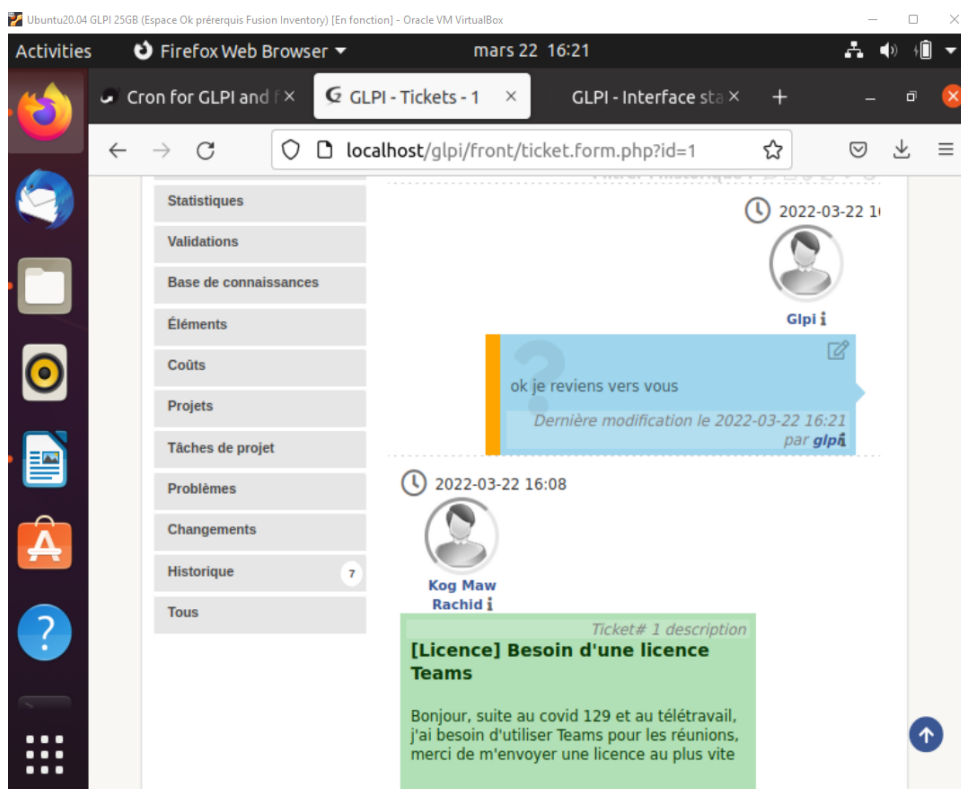 Ubuntu20.04 GLPI 25GB (Espace Ok prérerquis Fusion Inventory) [En fonction] - Oracle VM VirtualBox
Activities
Firefox Web Browser
mars 22 16:21
Cron for GLPI and
GLPI - Tickets - 1
GLPI - Interface sta
localhost/glpi/front/ticket.form.php?id=1
Statistiques
Validations
Base de connaissances
Éléments
Coûts
Projets
Tâches de projet
Problèmes
Changements
Historique 7
Tous
2022-03-22
Glpi
ok je reviens vers vous
Dernière modification le 2022-03-22 16:21
par glpi
2022-03-22 16:08
Kog Maw
Rachid
Ticket# 1 description
[Licence] Besoin d'une licence
Teams
Bonjour, suite au covid 129 et au télétravail,
j'ai besoin d'utiliser Teams pour les réunions,
merci de m'envoyer une licence au plus vite